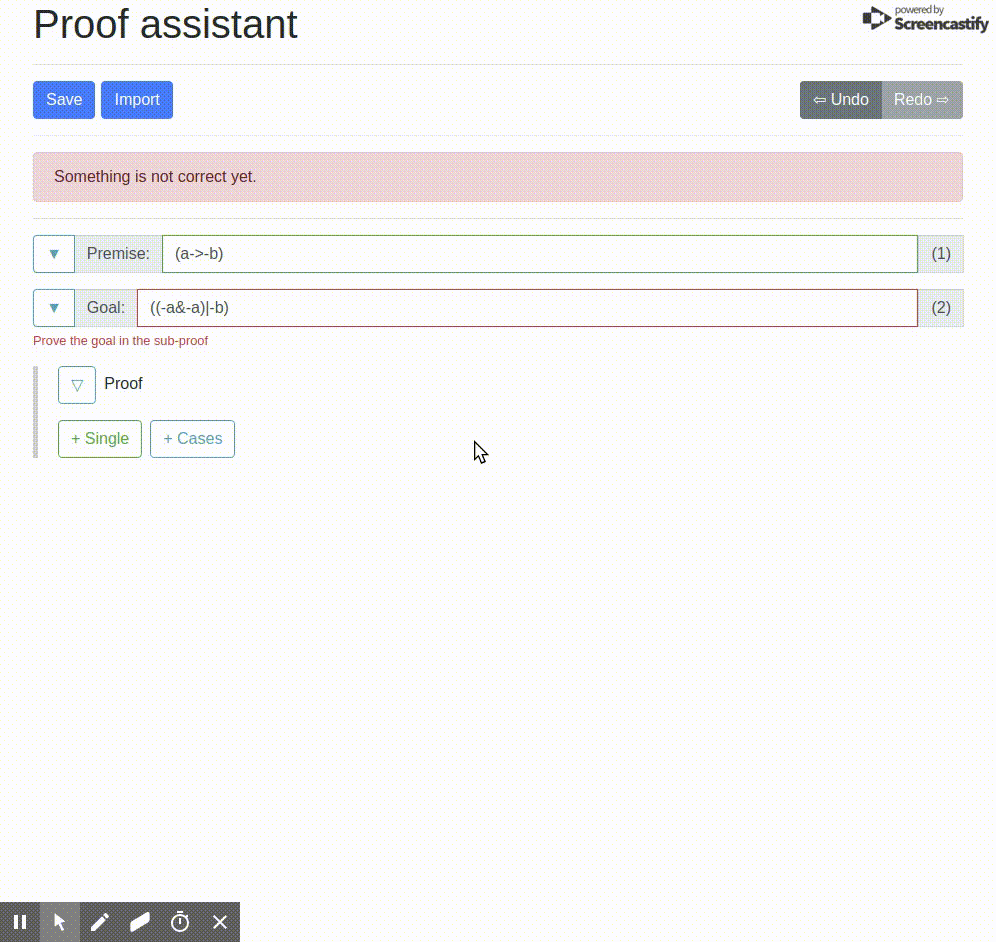 Proof assistant
powered by
Screencastify
Save Import ⇦ Undo Redo ⇨
Something is not correct yet.
▼ Premise: (a->-b) (1)
▼ Goal: ((-a&-a)|-b) (2)
Prove the goal in the sub-proof
▽ Proof
+ Single + Cases